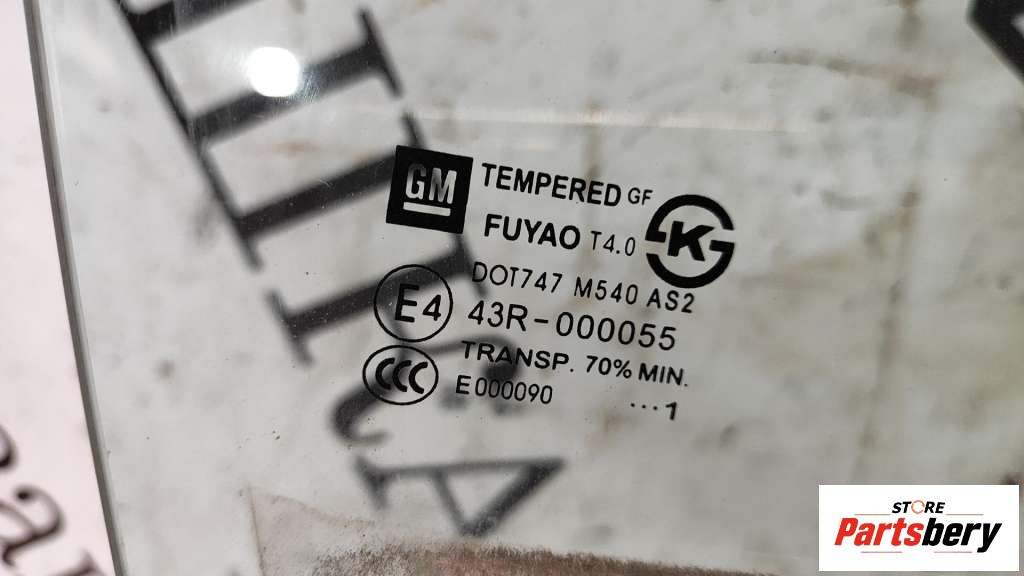 GM
TEMPERED GF
FUYAO T4.0
K
DOT747 M540 AS2
E4
43R-000055
TRANSP. 70% MIN.
CCC
E000090
...1
STORE
Partsbery